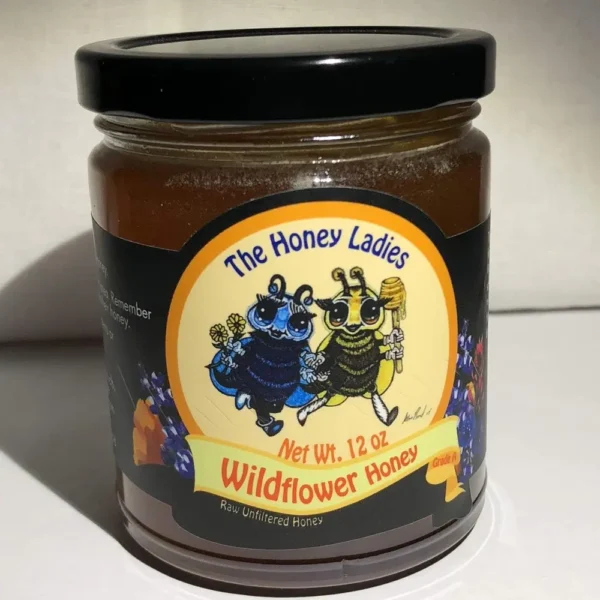 The Honey Ladies
Net Wt. 12 oz
Wildflower Honey
Grade A
Raw Unfiltered Honey
Remember
honey.